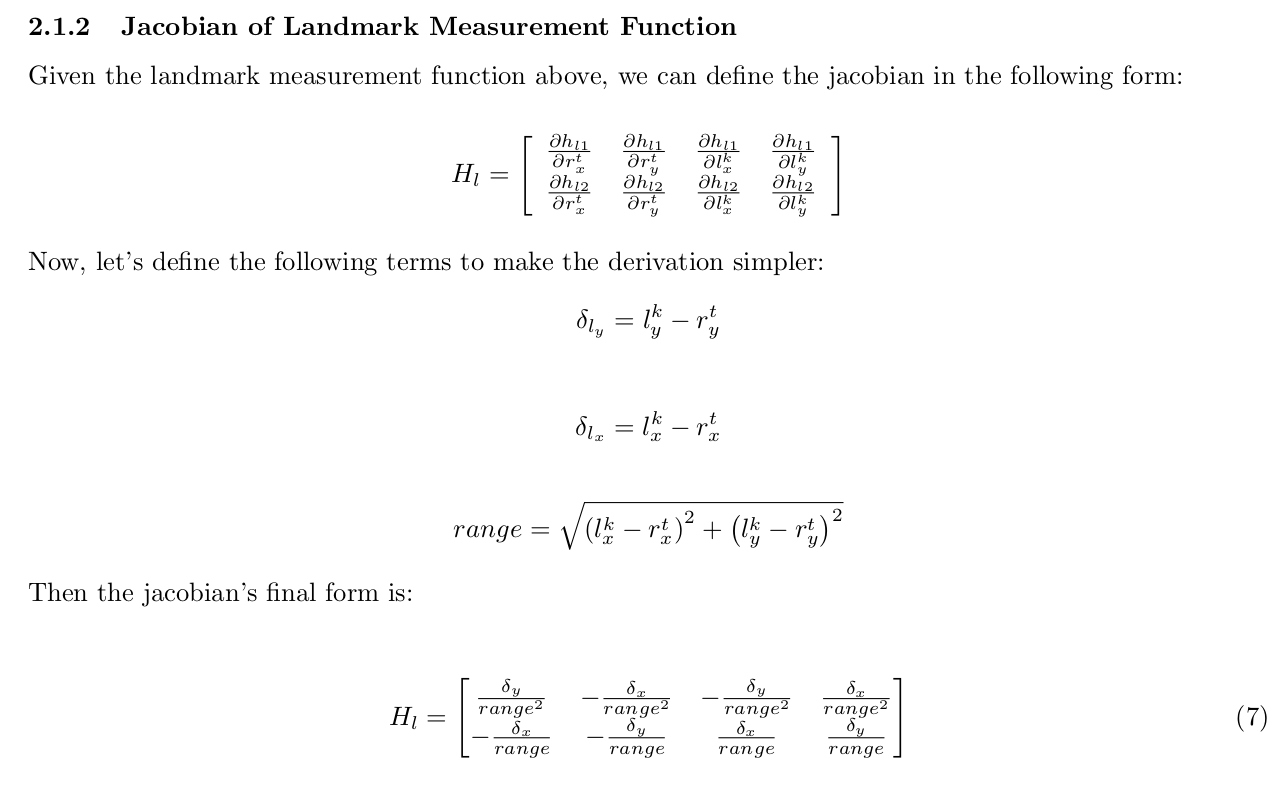 2.1.2 Jacobian of Landmark Measurement Function
Given the landmark measurement function above, we can define the jacobian in the following form:
$H_l = \begin{bmatrix} \frac{\partial h_{l1}}{\partial r_x^t} & \frac{\partial h_{l1}}{\partial r_y^t} & \frac{\partial h_{l1}}{\partial l_x^k} & \frac{\partial h_{l1}}{\partial l_y^k} \\ \frac{\partial h_{l2}}{\partial r_x^t} & \frac{\partial h_{l2}}{\partial r_y^t} & \frac{\partial h_{l2}}{\partial l_x^k} & \frac{\partial h_{l2}}{\partial l_y^k} \end{bmatrix}$
Now, let's define the following terms to make the derivation simpler:
$\delta_{l_y} = l_y^k - r_y^t$
$\delta_{l_x} = l_x^k - r_x^t$
$range = \sqrt{(l_x^k - r_x^t)^2 + (l_y^k - r_y^t)^2}$
Then the jacobian's final form is:
$H_l = \begin{bmatrix} \frac{\delta_y}{range^2} & -\frac{\delta_x}{range^2} & -\frac{\delta_y}{range^2} & \frac{\delta_x}{range^2} \\ -\frac{\delta_x}{range} & -\frac{\delta_y}{range} & \frac{\delta_x}{range} & \frac{\delta_y}{range} \end{bmatrix}$ (7)